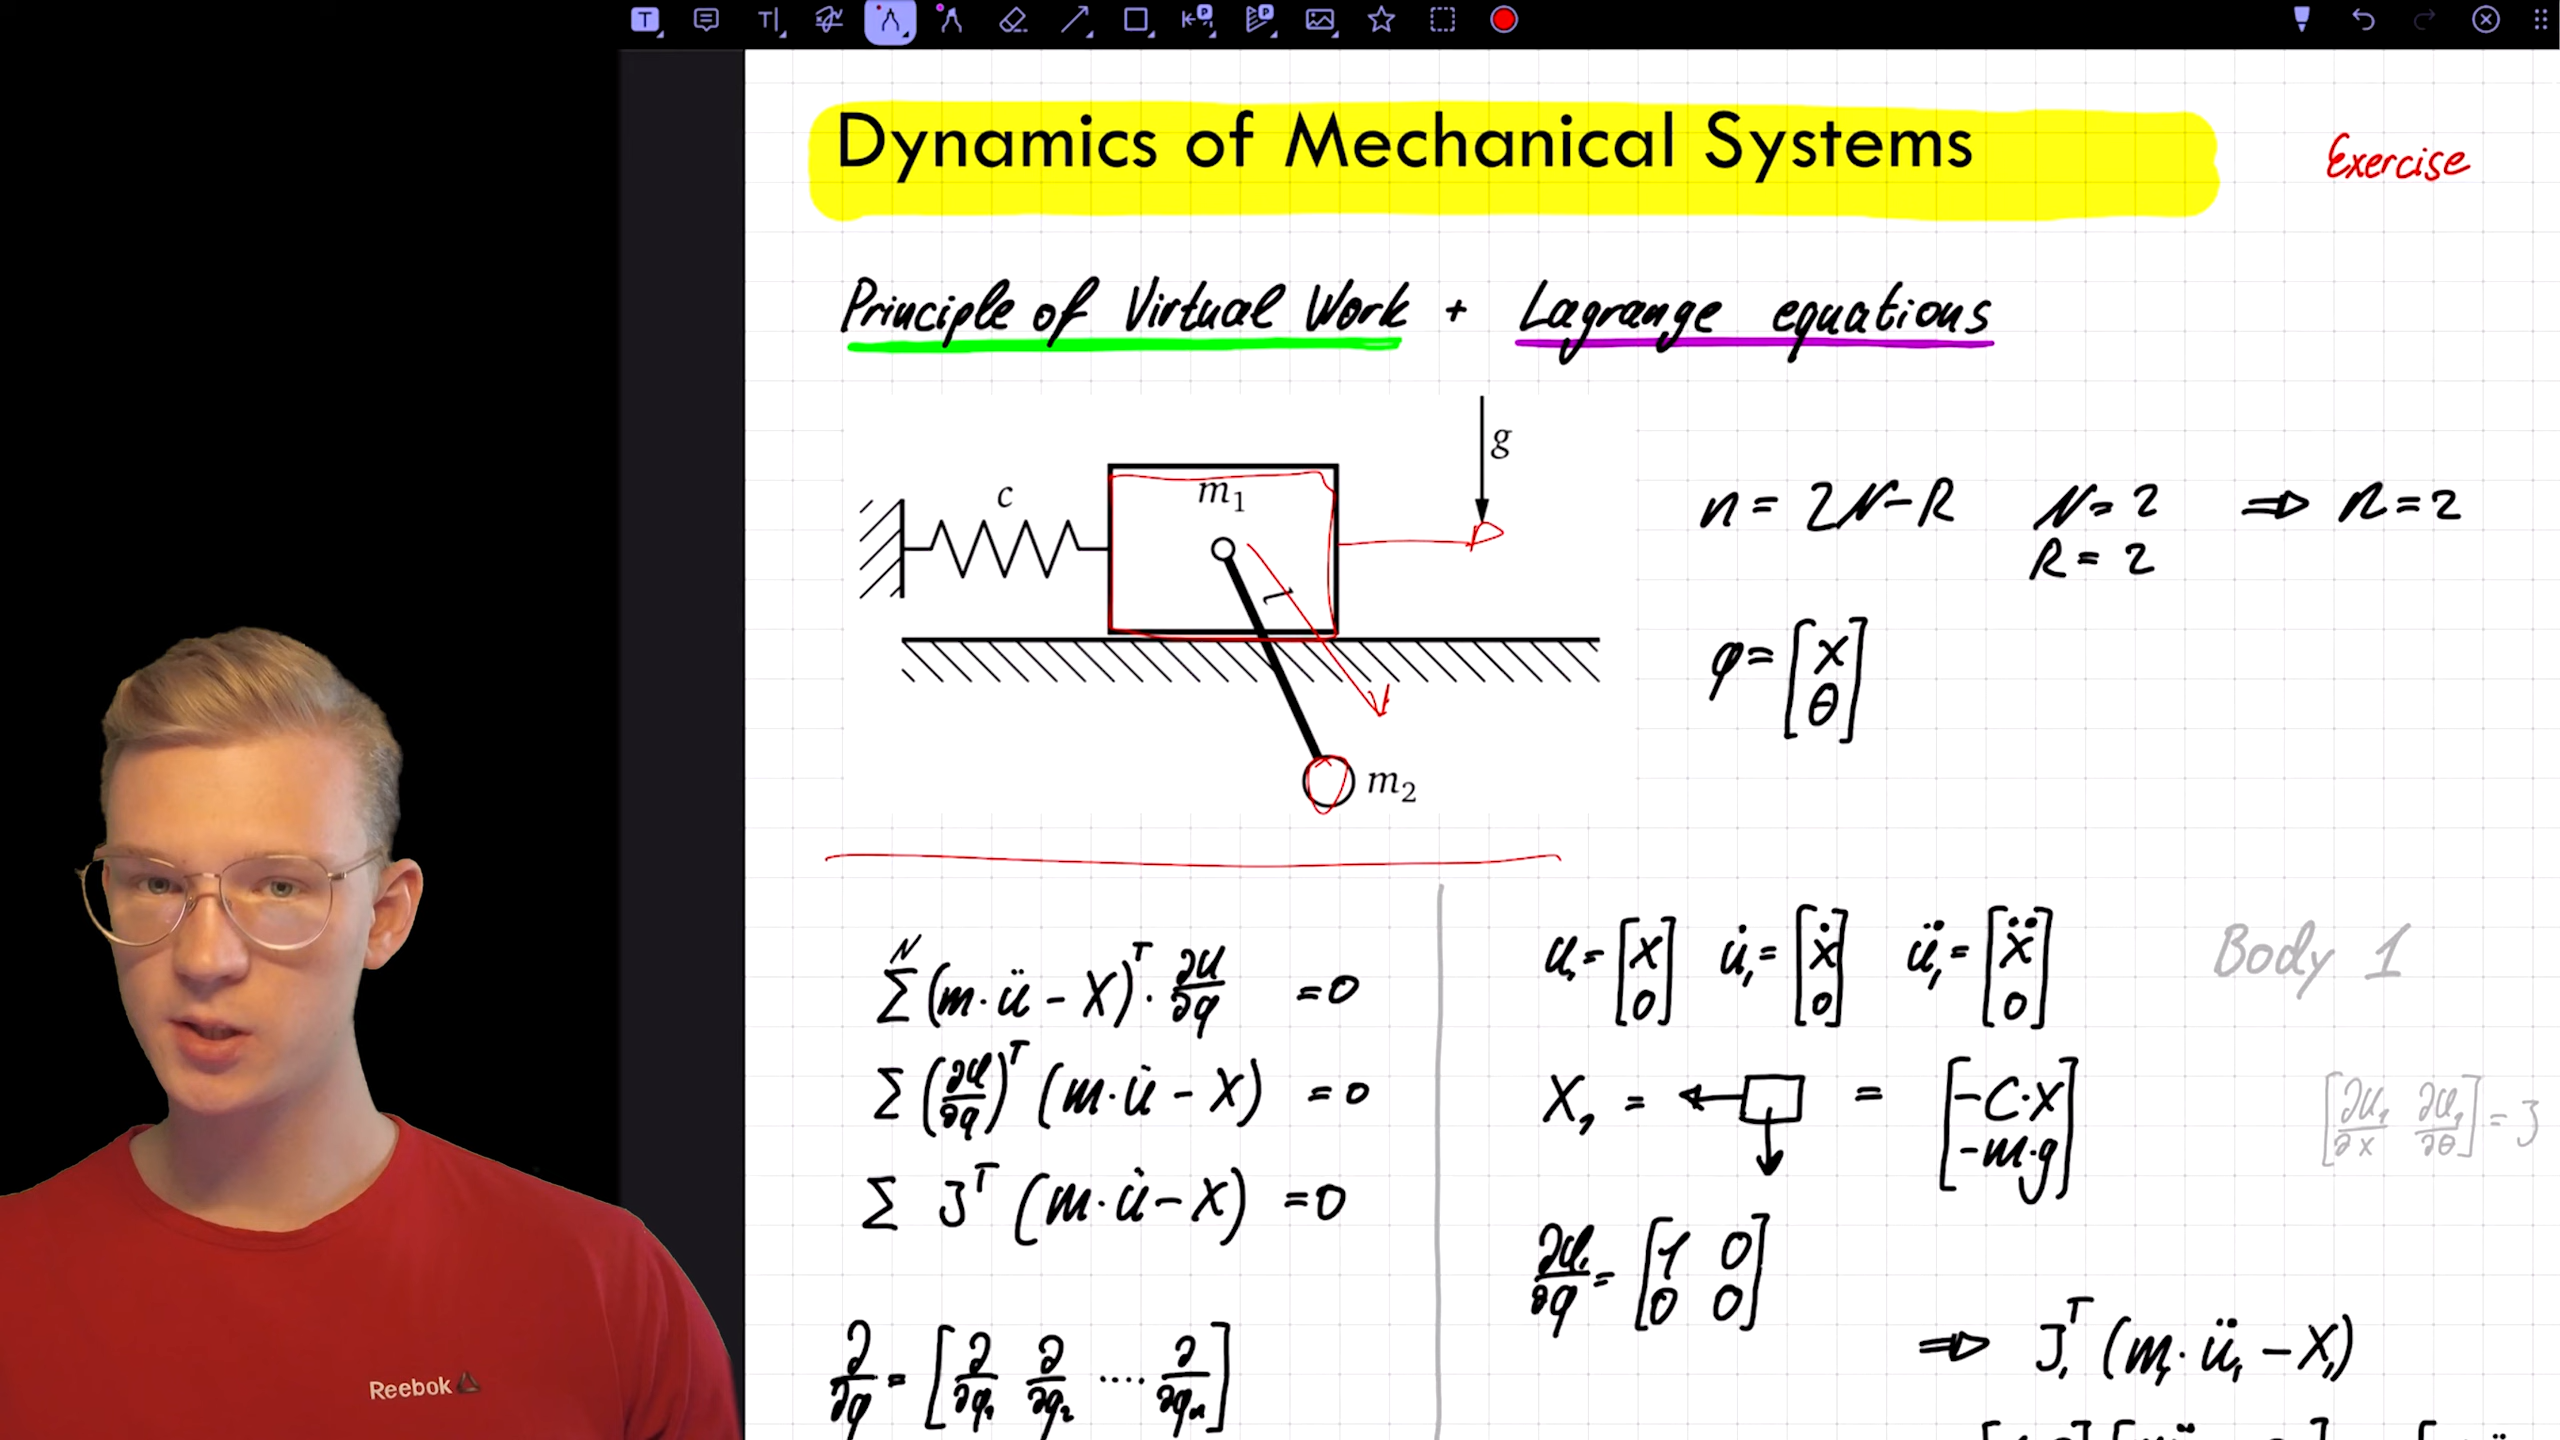 Dynamics of Mechanical Systems
Exercise
Principle of Virtual Work + Lagrange equations
g
c
m₁
l
m₂
n = 2N-R N=2 ⇒ n=2
R=2
q = [x θ]
Σᴺ (m·ü - X)ᵀ · ∂u/∂q = 0
Σ (∂u/∂q)ᵀ (m·ü - X) = 0
Σ Jᵀ (m·ü - X) = 0
∂/∂q = [∂/∂q₁ ∂/∂q₂ .... ∂/∂qₙ]
u₁ = [x 0] u̇₁ = [ẋ 0] ü₁ = [ẍ 0]
Body 1
X₁ = = [-C·x -m·g]
[∂u₁/∂x ∂u₁/∂θ] = J
∂u₁/∂q = [1 0 0 0]
⇒ J₁ᵀ (m₁·ü₁ - X₁)
Reebok